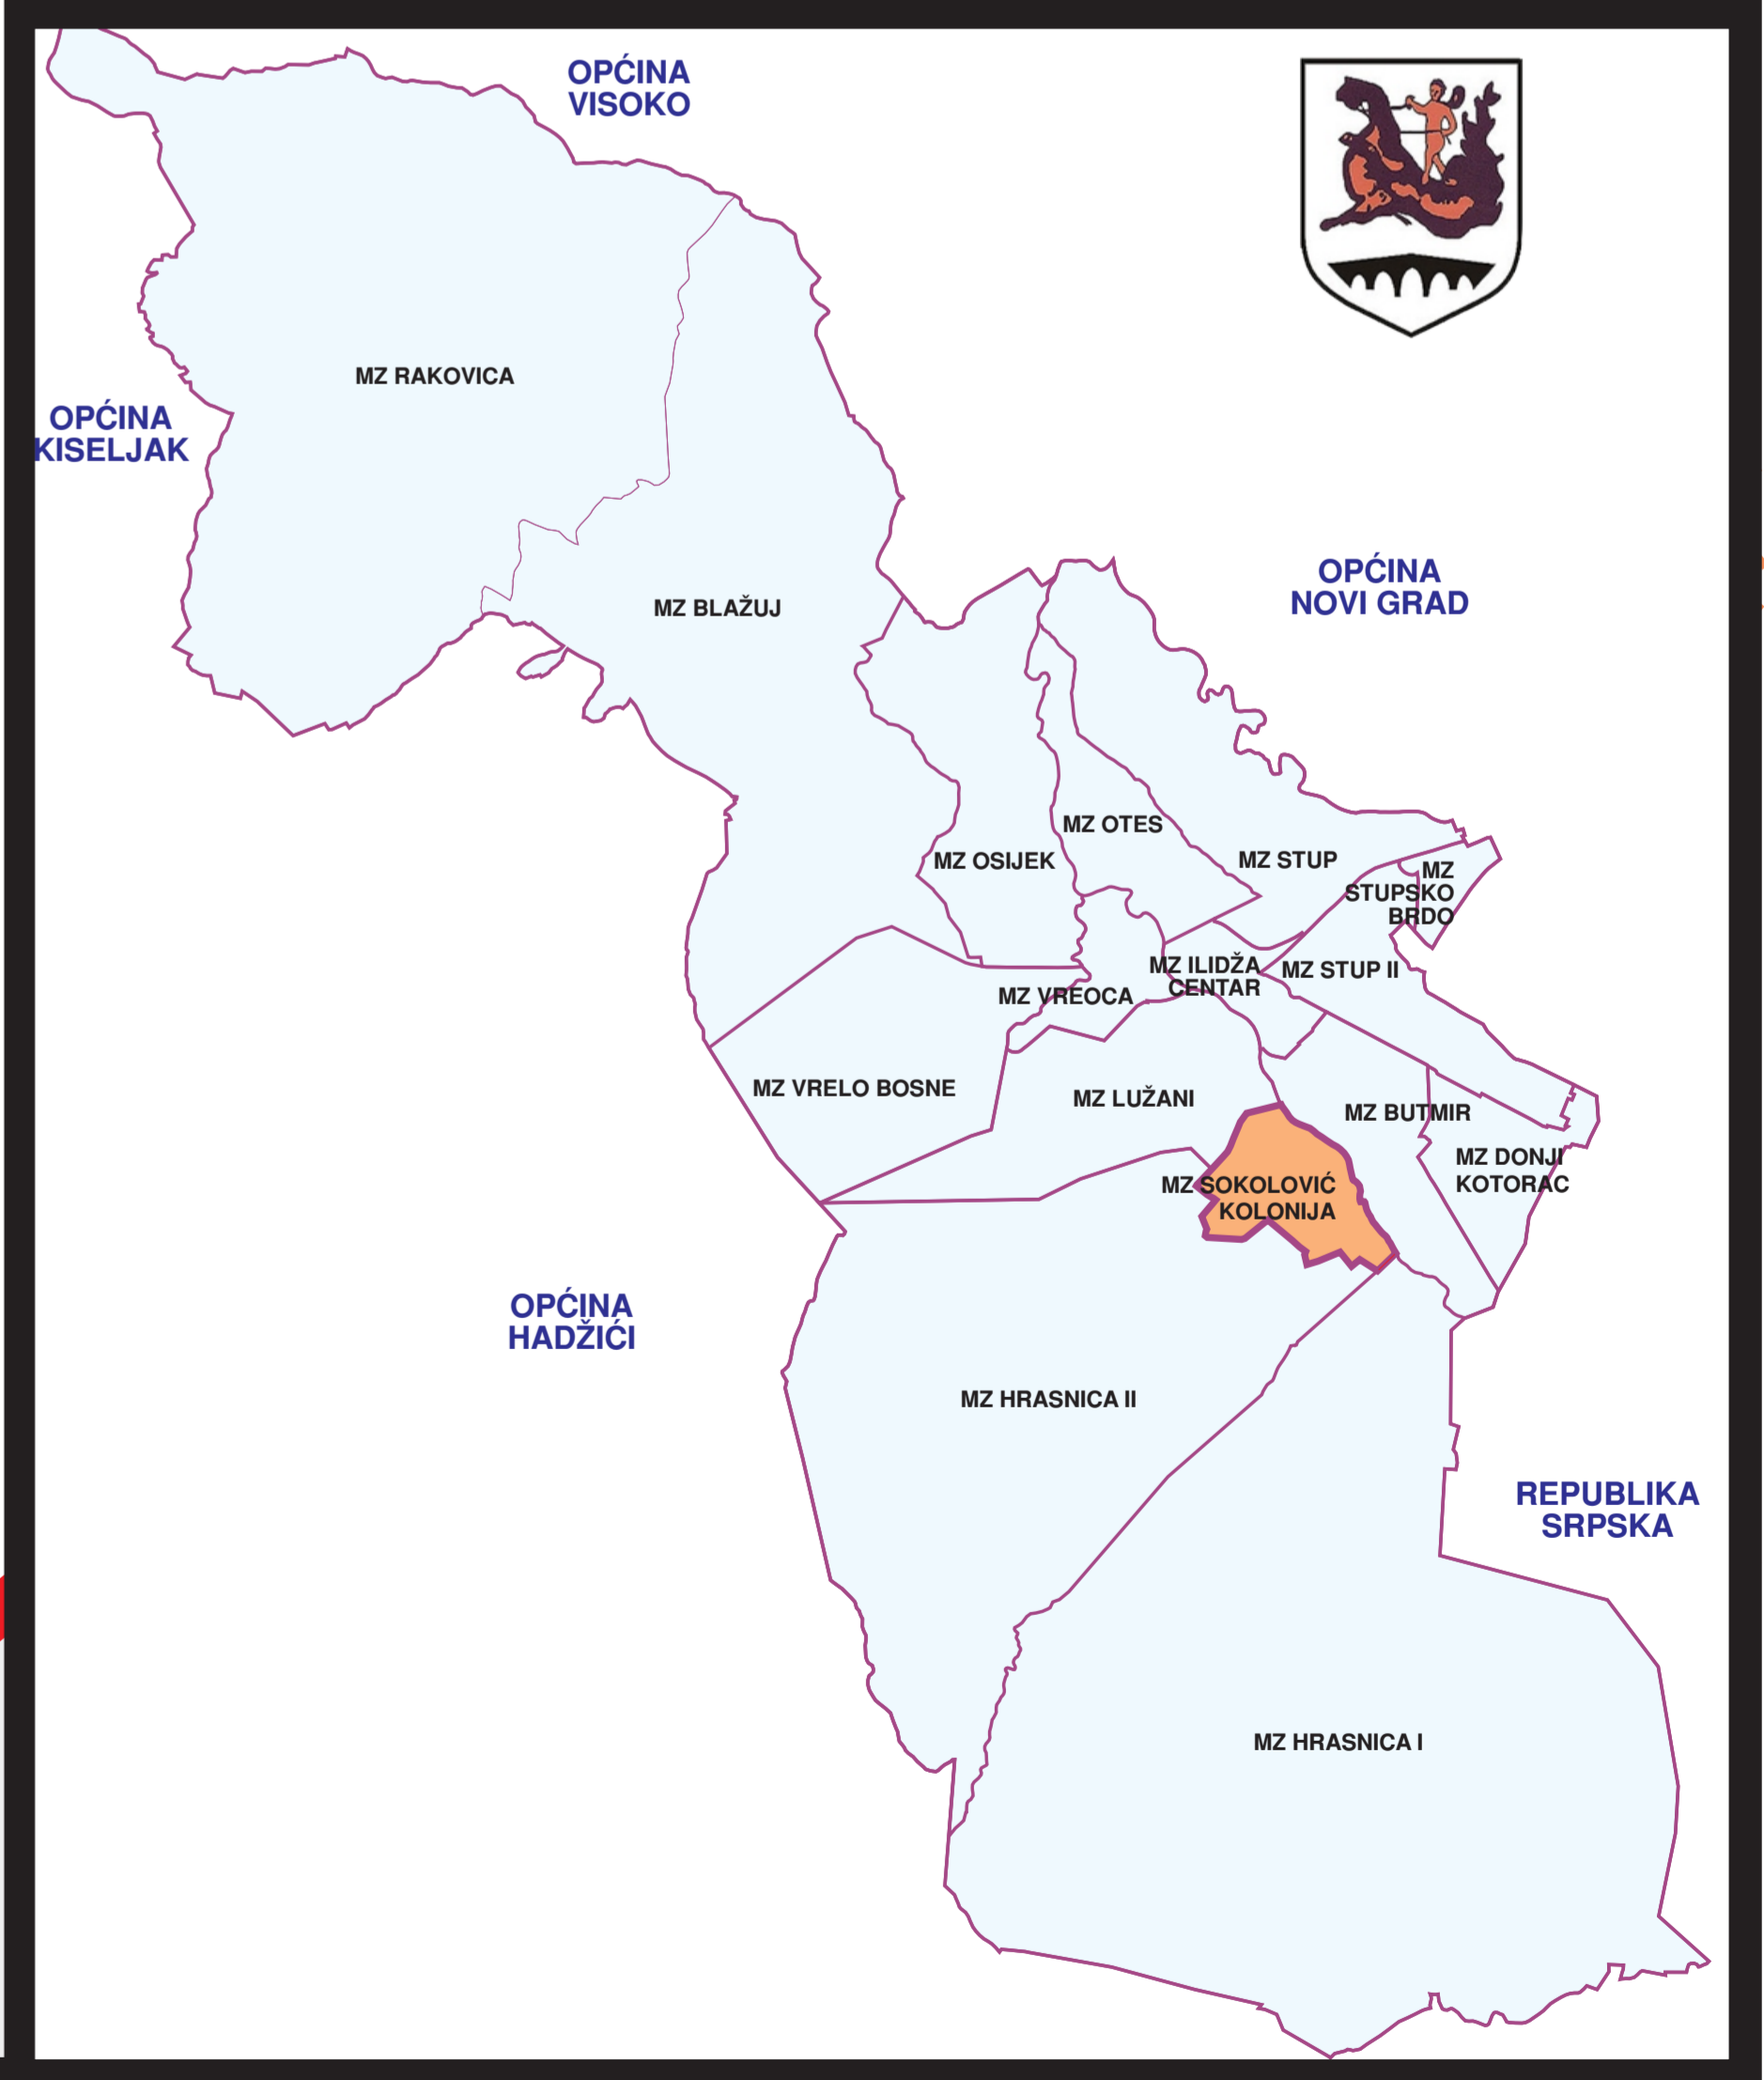 OPĆINA
VISOKO
MZ RAKOVICA
OPĆINA
KISELJAK
OPĆINA
NOVI GRAD
MZ BLAŽUJ
MZ OTES
MZ OSIJEK
MZ STUP
MZ
STUPSKO
BRDO
MZ ILIDŽA
CENTAR
MZ STUP II
MZ VREOCA
MZ VRELO BOSNE
MZ LUŽANI
MZ BUTMIR
MZ DONJI
KOTORAC
MZ SOKOLOVIĆ
KOLONIJA
OPĆINA
HADŽIĆI
MZ HRASNICA II
REPUBLIKA
SRPSKA
MZ HRASNICA I